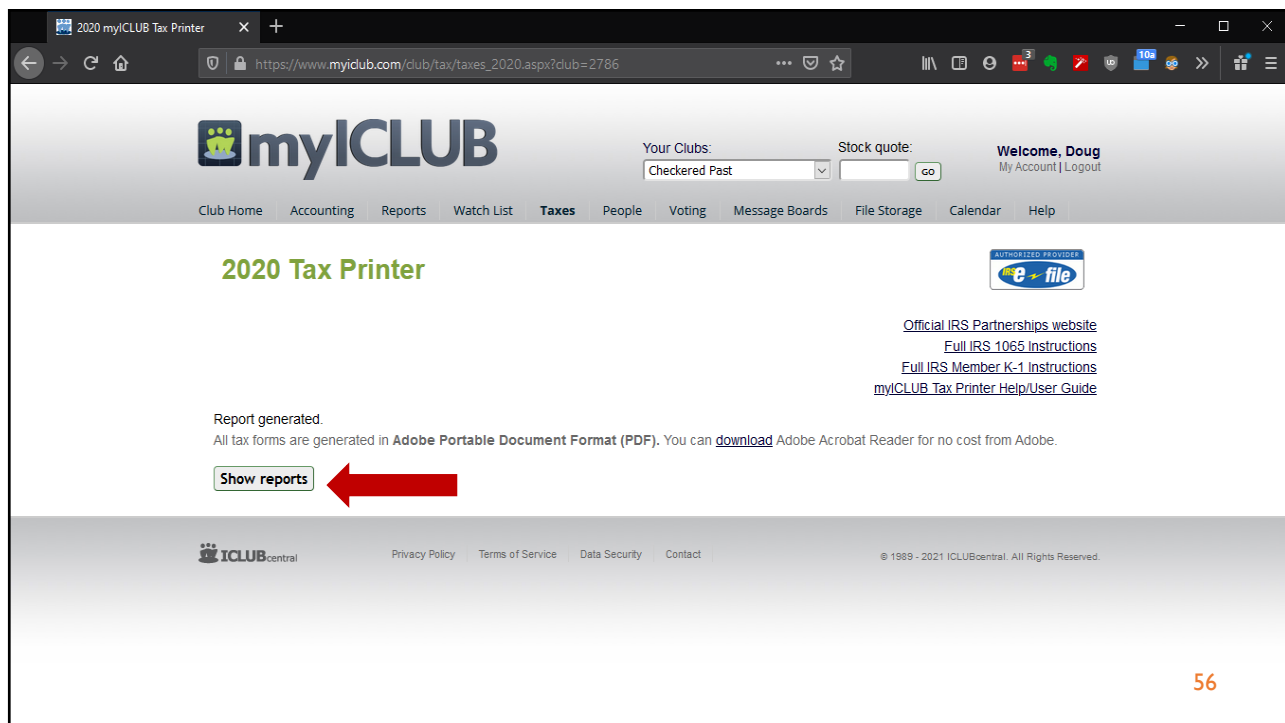 2020 myICLUB Tax Printer
https://www.myiclub.com/club/tax/taxes_2020.aspx?club=2786
3
10a
myICLUB
Your Clubs:
Stock quote:
Checkered Past
GO
Welcome, Doug
My Account | Logout
Club Home Accounting Reports Watch List Taxes People Voting Message Boards File Storage Calendar Help
2020 Tax Printer
AUTHORIZED PROVIDER
IRS e-file
Official IRS Partnerships website
Full IRS 1065 Instructions
Full IRS Member K-1 Instructions
myICLUB Tax Printer Help/User Guide
Report generated.
All tax forms are generated in Adobe Portable Document Format (PDF). You can download Adobe Acrobat Reader for no cost from Adobe.
Show reports
ICLUBcentral
Privacy Policy Terms of Service Data Security Contact
© 1989 - 2021 ICLUBcentral. All Rights Reserved.
56